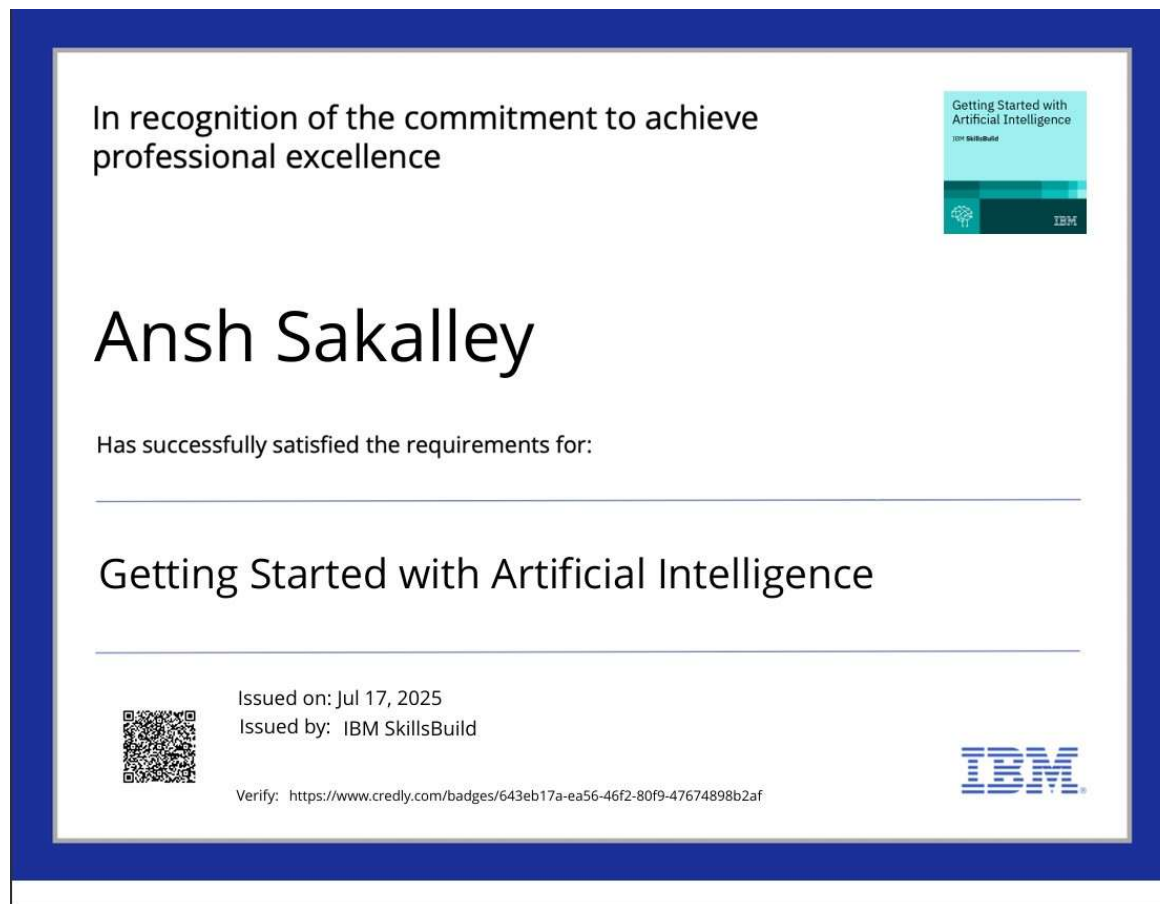 In recognition of the commitment to achieve
professional excellence
Getting Started with
Artificial Intelligence
IBM SkillsBuild
IBM
Ansh Sakalley
Has successfully satisfied the requirements for:
Getting Started with Artificial Intelligence
Issued on: Jul 17, 2025
Issued by: IBM SkillsBuild
Verify: https://www.credly.com/badges/643eb17a-ea56-46f2-80f9-47674898b2af
IBM®